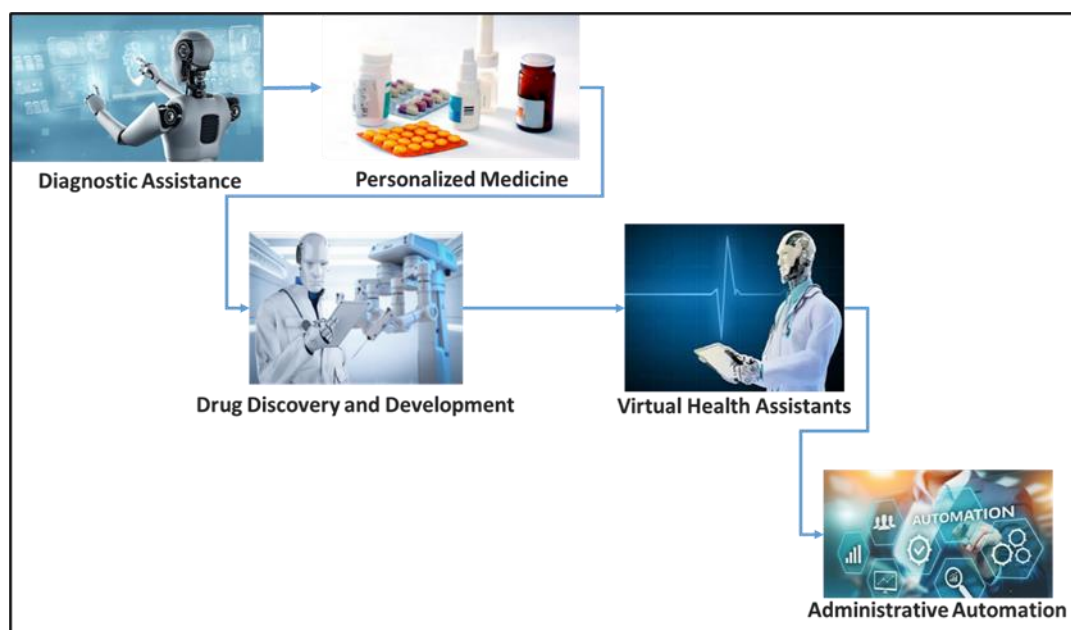 Diagnostic Assistance
Personalized Medicine
Drug Discovery and Development
Virtual Health Assistants
AUTOMATION
Administrative Automation